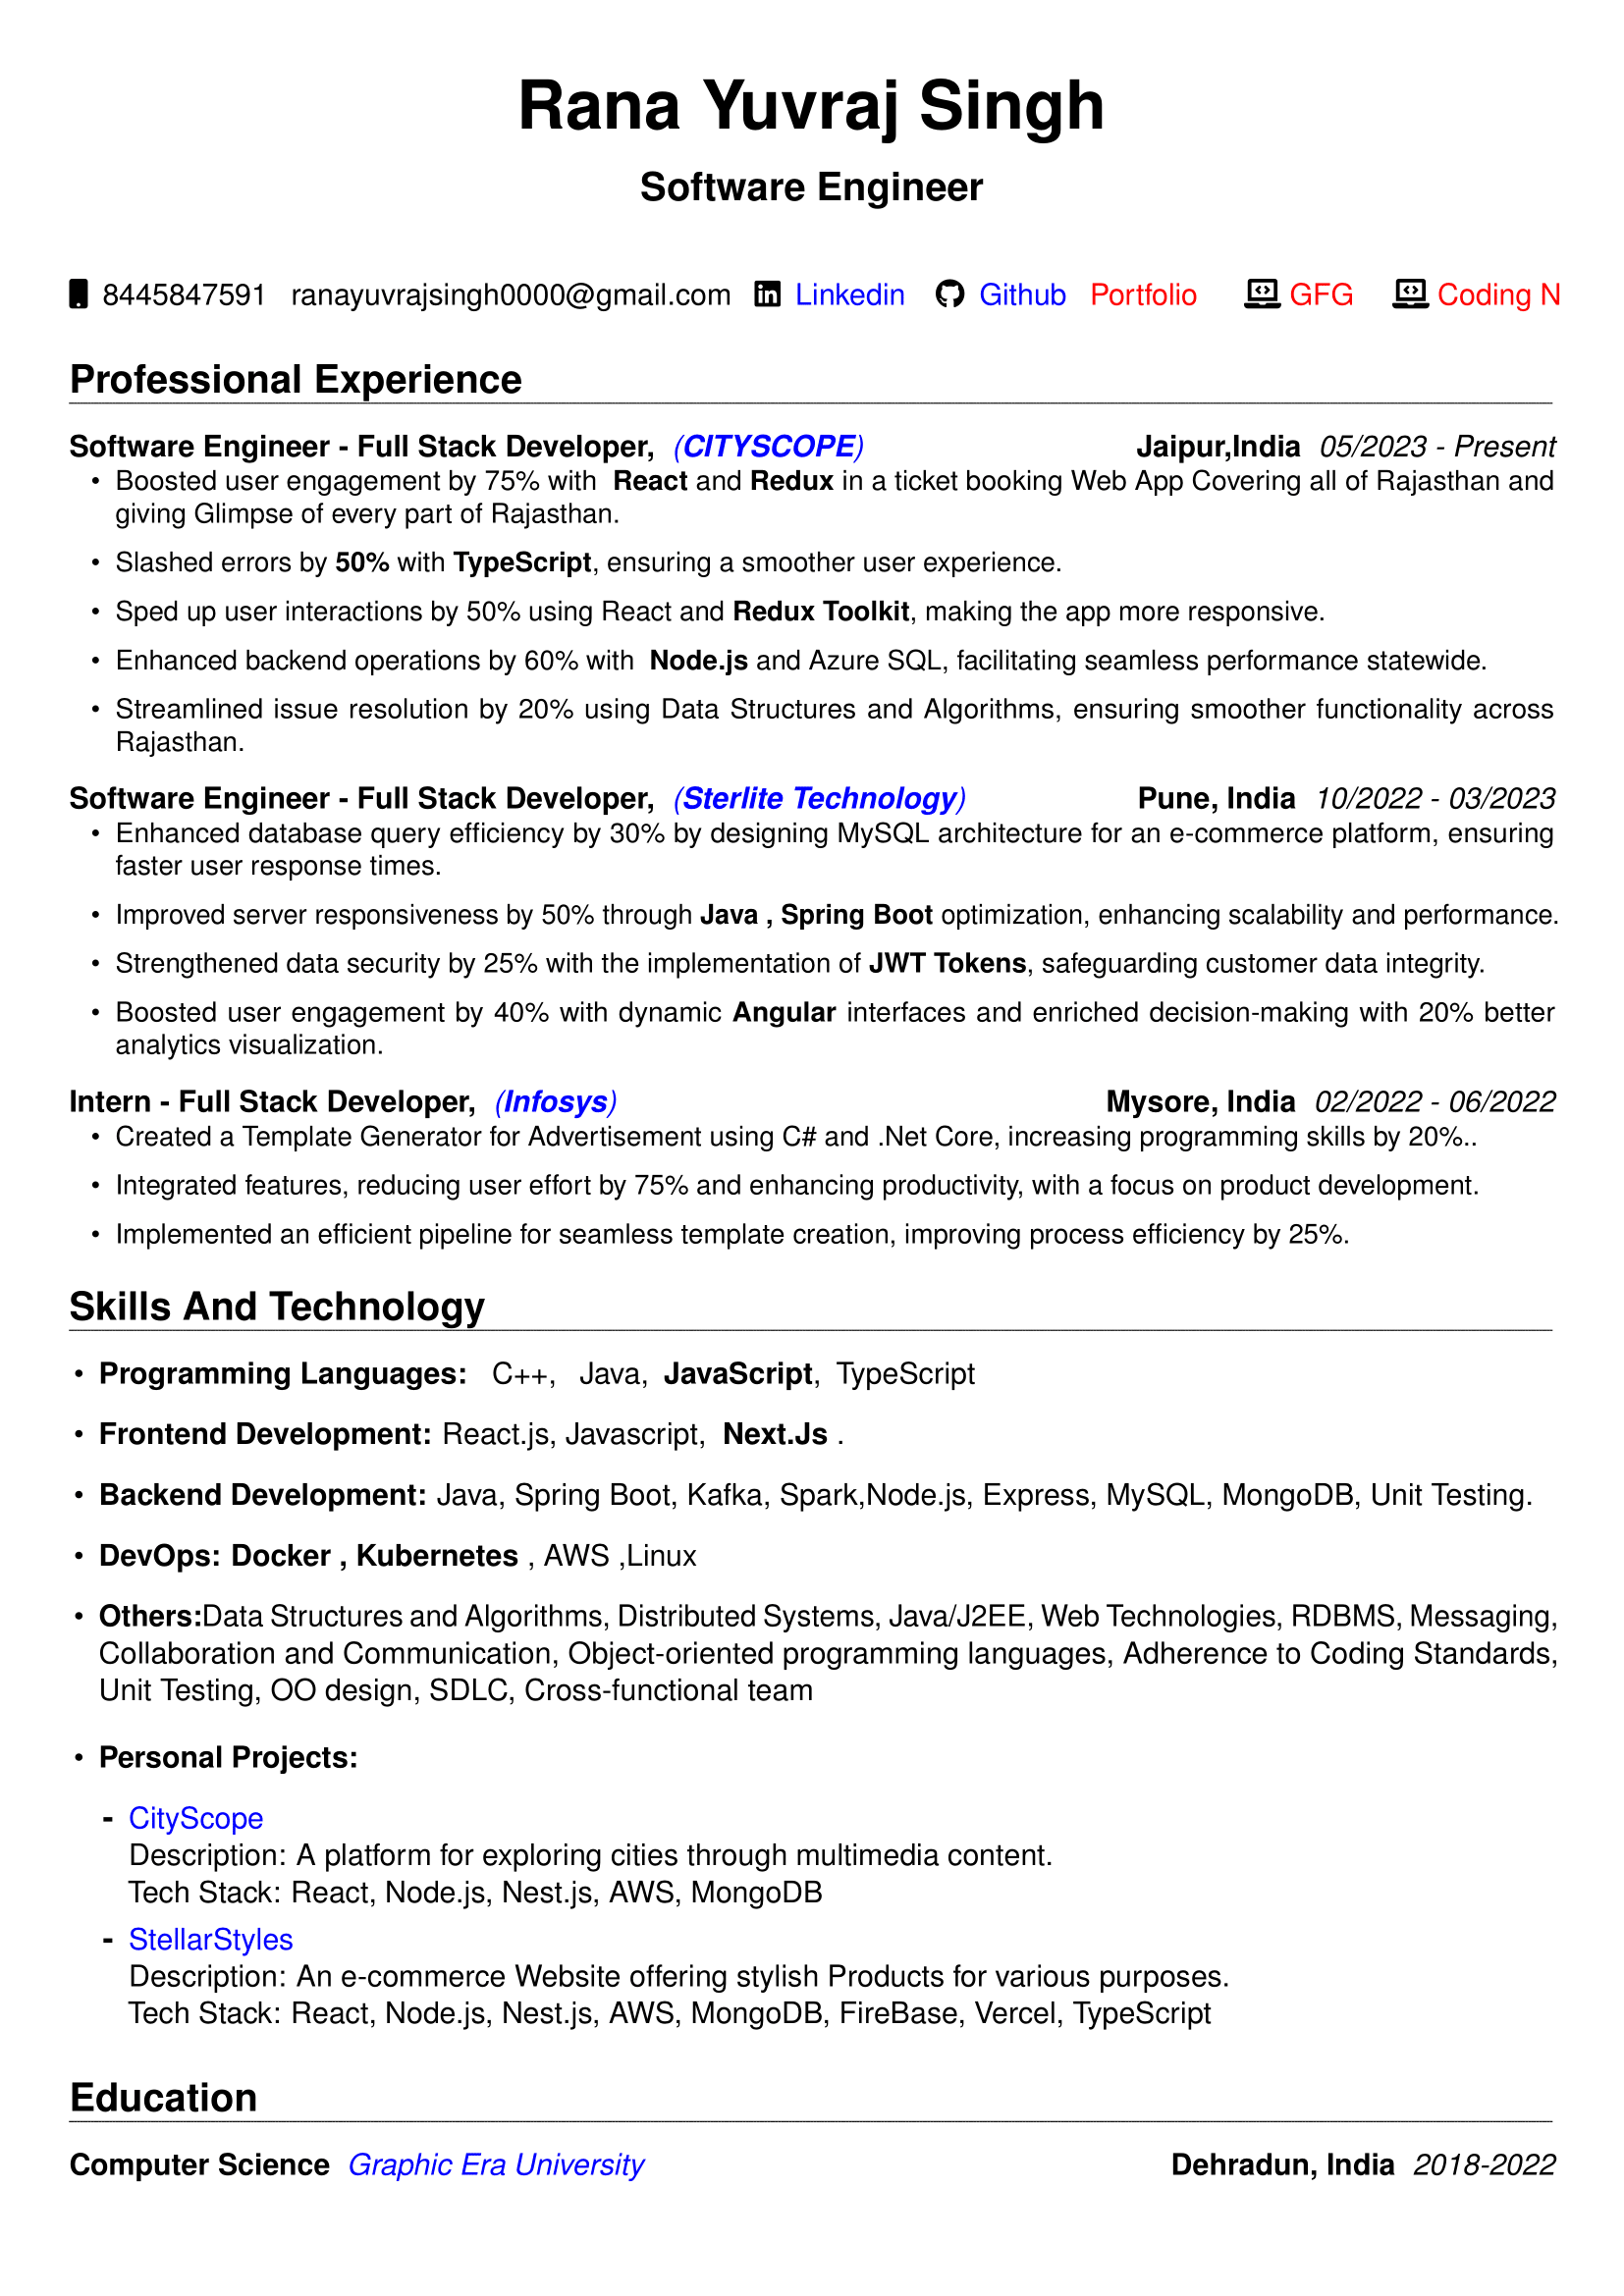 Rana Yuvraj Singh
Software Engineer
8445847591 ranayuvrajsingh0000@gmail.com Linkedin Github Portfolio GFG Coding N
Professional Experience
Software Engineer - Full Stack Developer, (CITYSCOPE) Jaipur,India 05/2023 - Present
• Boosted user engagement by 75% with React and Redux in a ticket booking Web App Covering all of Rajasthan and
giving Glimpse of every part of Rajasthan.
• Slashed errors by 50% with TypeScript, ensuring a smoother user experience.
• Sped up user interactions by 50% using React and Redux Toolkit, making the app more responsive.
• Enhanced backend operations by 60% with Node.js and Azure SQL, facilitating seamless performance statewide.
• Streamlined issue resolution by 20% using Data Structures and Algorithms, ensuring smoother functionality across
Rajasthan.
Software Engineer - Full Stack Developer, (Sterlite Technology) Pune, India 10/2022 - 03/2023
• Enhanced database query efficiency by 30% by designing MySQL architecture for an e-commerce platform, ensuring
faster user response times.
• Improved server responsiveness by 50% through Java , Spring Boot optimization, enhancing scalability and performance.
• Strengthened data security by 25% with the implementation of JWT Tokens, safeguarding customer data integrity.
• Boosted user engagement by 40% with dynamic Angular interfaces and enriched decision-making with 20% better
analytics visualization.
Intern - Full Stack Developer, (Infosys) Mysore, India 02/2022 - 06/2022
• Created a Template Generator for Advertisement using C# and .Net Core, increasing programming skills by 20%..
• Integrated features, reducing user effort by 75% and enhancing productivity, with a focus on product development.
• Implemented an efficient pipeline for seamless template creation, improving process efficiency by 25%.
Skills And Technology
• Programming Languages: C++, Java, JavaScript, TypeScript
• Frontend Development: React.js, Javascript, Next.Js .
• Backend Development: Java, Spring Boot, Kafka, Spark,Node.js, Express, MySQL, MongoDB, Unit Testing.
• DevOps: Docker , Kubernetes , AWS ,Linux
• Others:Data Structures and Algorithms, Distributed Systems, Java/J2EE, Web Technologies, RDBMS, Messaging,
Collaboration and Communication, Object-oriented programming languages, Adherence to Coding Standards,
Unit Testing, OO design, SDLC, Cross-functional team
• Personal Projects:
- CityScope
Description: A platform for exploring cities through multimedia content.
Tech Stack: React, Node.js, Nest.js, AWS, MongoDB
- StellarStyles
Description: An e-commerce Website offering stylish Products for various purposes.
Tech Stack: React, Node.js, Nest.js, AWS, MongoDB, FireBase, Vercel, TypeScript
Education
Computer Science Graphic Era University Dehradun, India 2018-2022